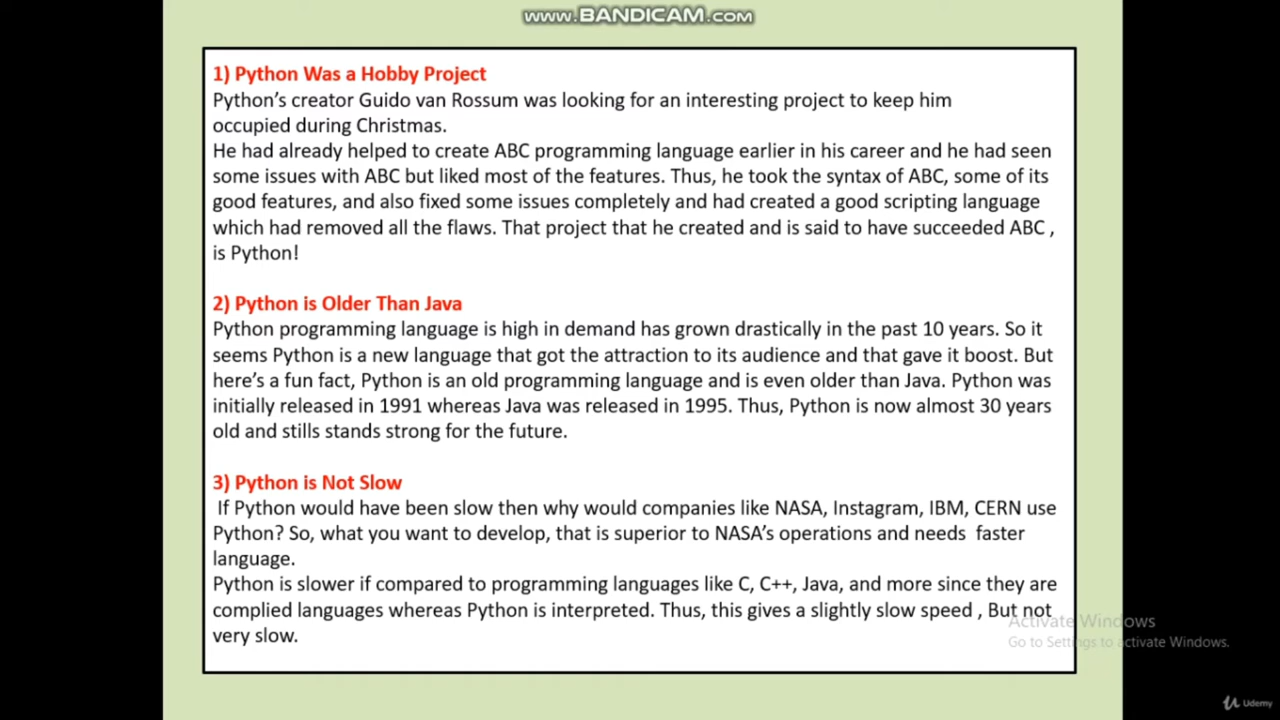 www.BANDICAM.com
1) Python Was a Hobby Project
Python's creator Guido van Rossum was looking for an interesting project to keep him
occupied during Christmas.
He had already helped to create ABC programming language earlier in his career and he had seen
some issues with ABC but liked most of the features. Thus, he took the syntax of ABC, some of its
good features, and also fixed some issues completely and had created a good scripting language
which had removed all the flaws. That project that he created and is said to have succeeded ABC ,
is Python!
2) Python is Older Than Java
Python programming language is high in demand has grown drastically in the past 10 years. So it
seems Python is a new language that got the attraction to its audience and that gave it boost. But
here's a fun fact, Python is an old programming language and is even older than Java. Python was
initially released in 1991 whereas Java was released in 1995. Thus, Python is now almost 30 years
old and stills stands strong for the future.
3) Python is Not Slow
If Python would have been slow then why would companies like NASA, Instagram, IBM, CERN use
Python? So, what you want to develop, that is superior to NASA's operations and needs faster
language.
Python is slower if compared to programming languages like C, C++, Java, and more since they are
complied languages whereas Python is interpreted. Thus, this gives a slightly slow speed , But not
very slow.
Activate Windows
Go to Settings to activate Windows.
Udemy